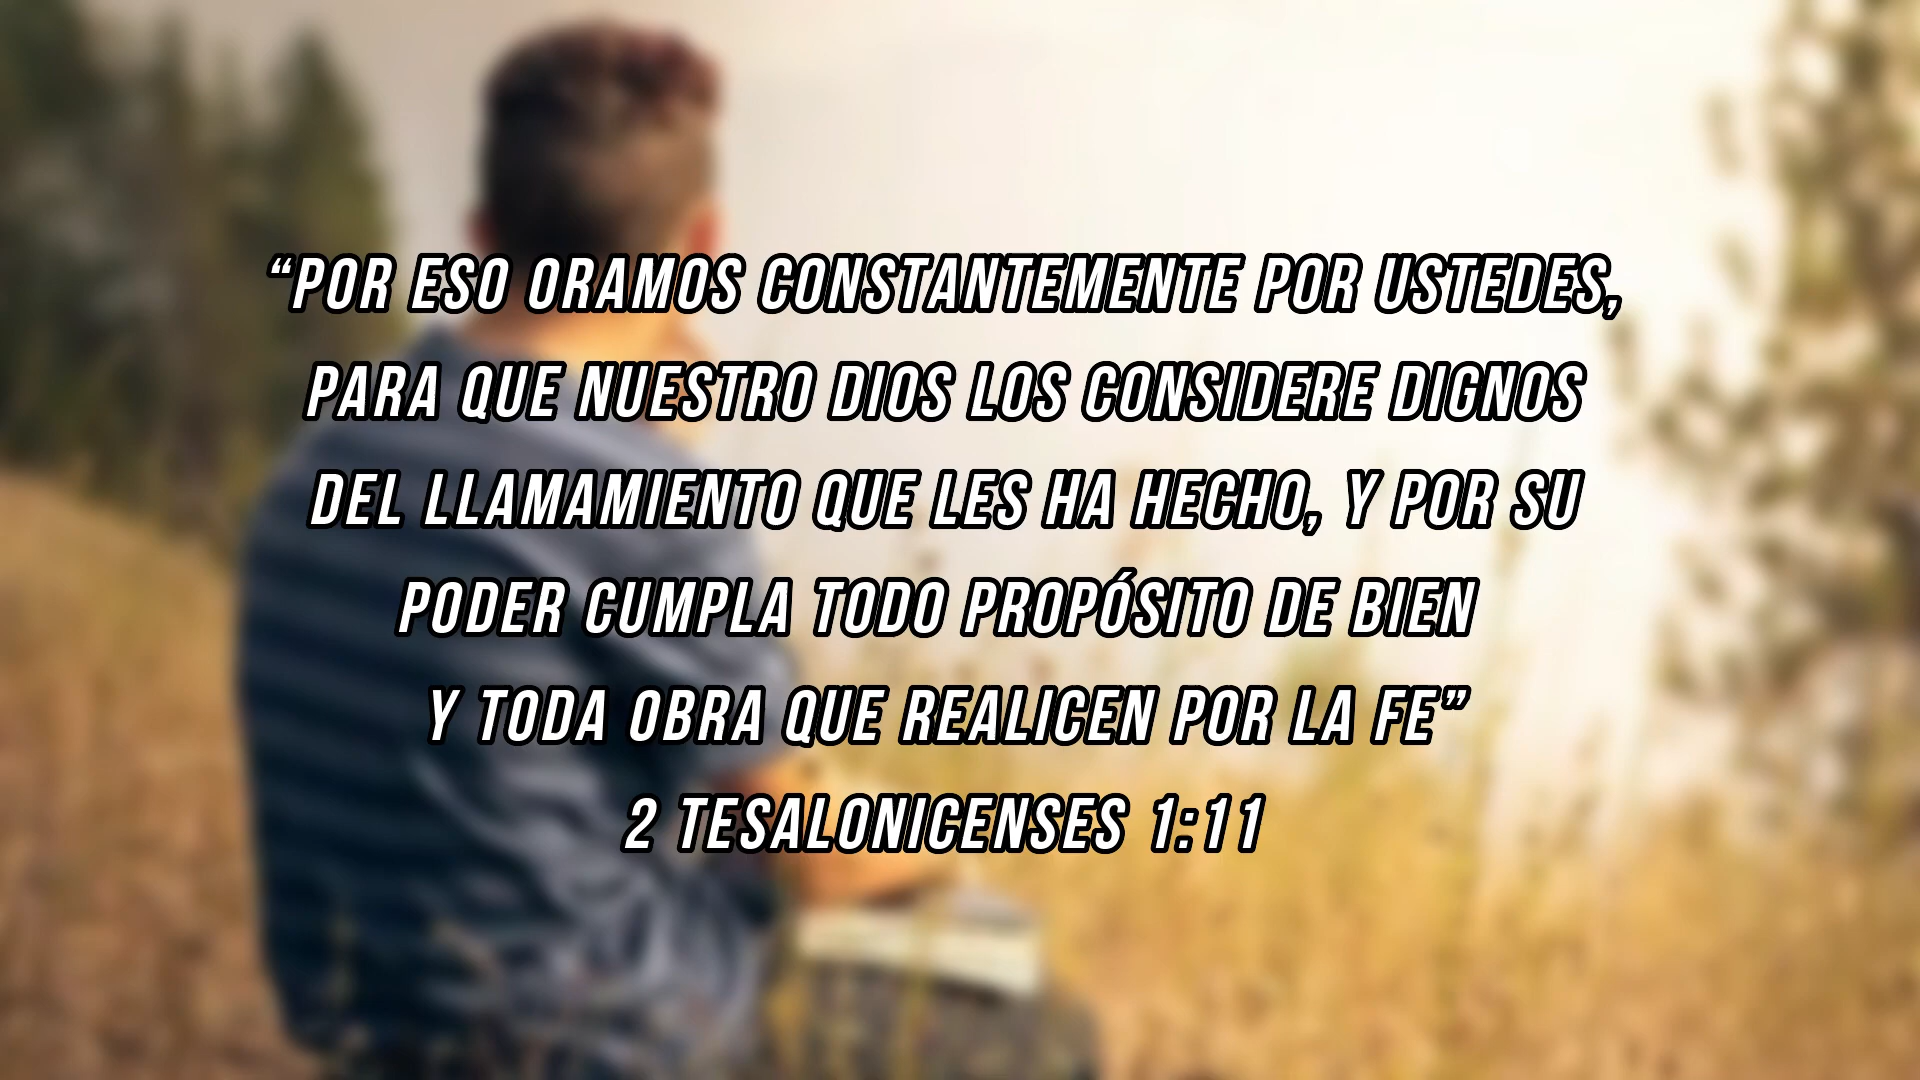 “POR ESO ORAMOS CONSTANTEMENTE POR USTEDES,
PARA QUE NUESTRO DIOS LOS CONSIDERE DIGNOS
DEL LLAMAMIENTO QUE LES HA HECHO, Y POR SU
PODER CUMPLA TODO PROPÓSITO DE BIEN
Y TODA OBRA QUE REALICEN POR LA FE”
2 TESALONICENSES 1:11